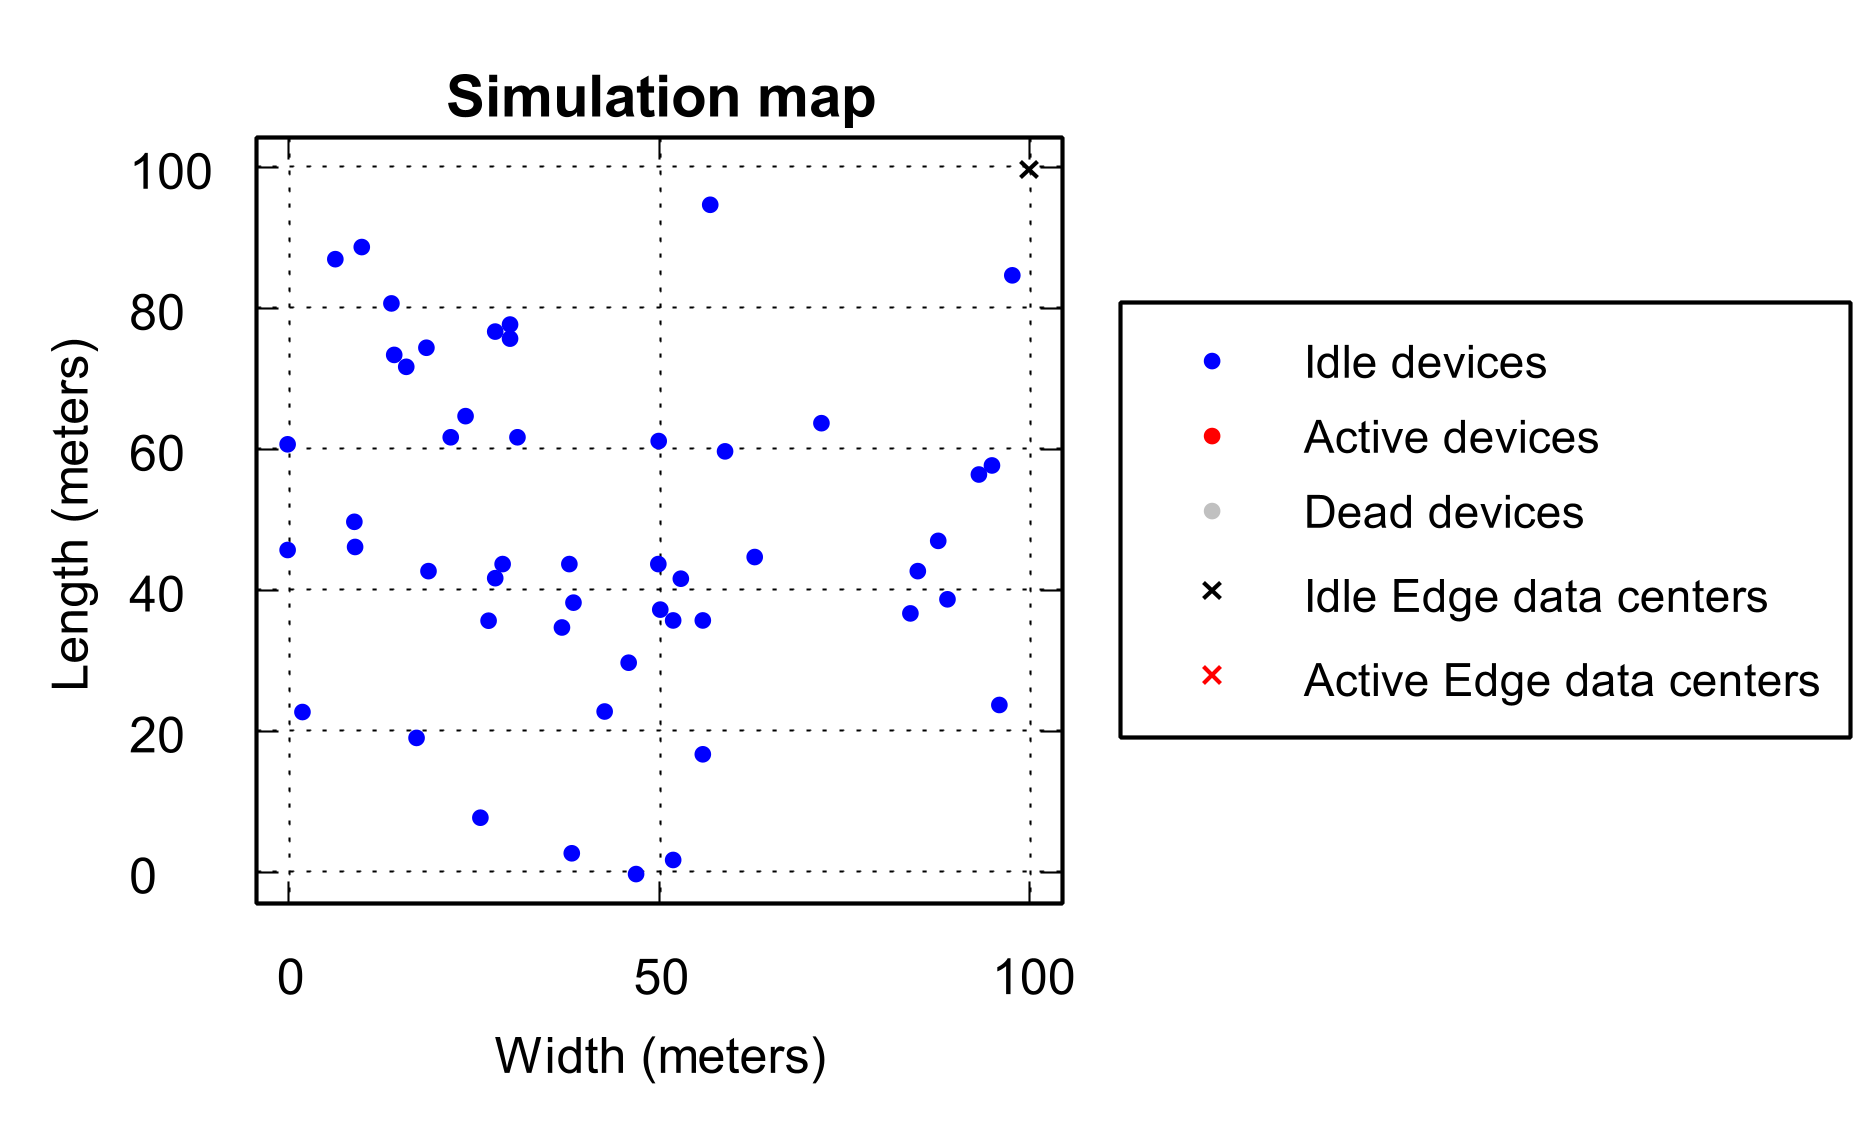 Simulation map
100
80
60
40
20
0
Length (meters)
0 50 100
Width (meters)
Idle devices
Active devices
Dead devices
Idle Edge data centers
Active Edge data centers